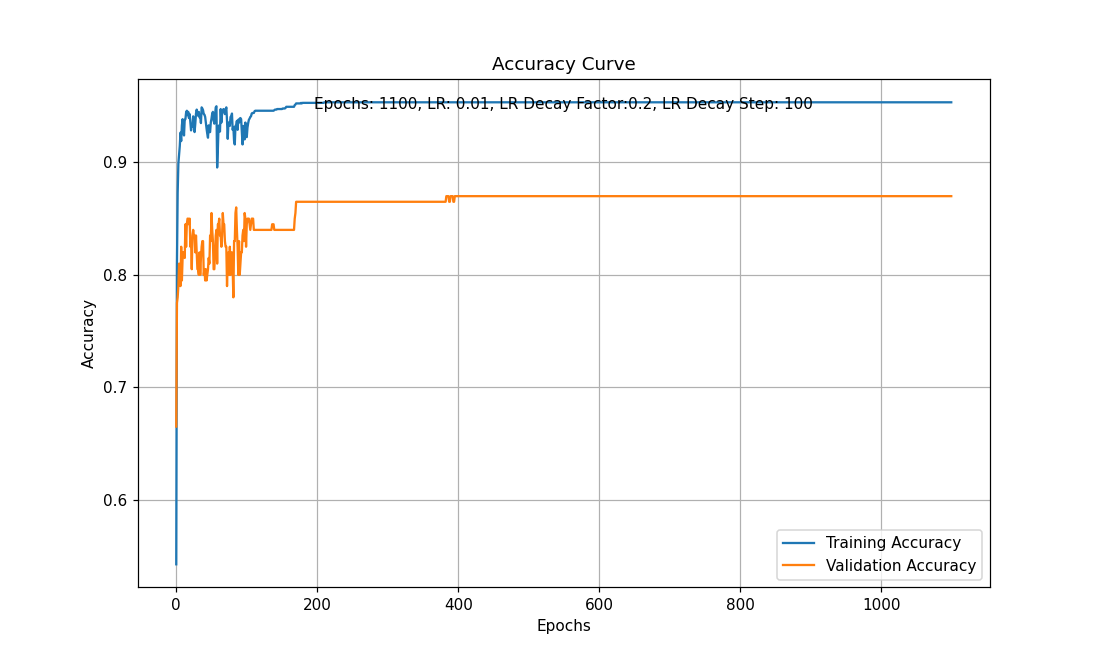 Accuracy Curve
Epochs: 1100, LR: 0.01, LR Decay Factor:0.2, LR Decay Step: 100
Accuracy
0.9
0.8
0.7
0.6
0 200 400 600 800 1000
Epochs
Training Accuracy
Validation Accuracy